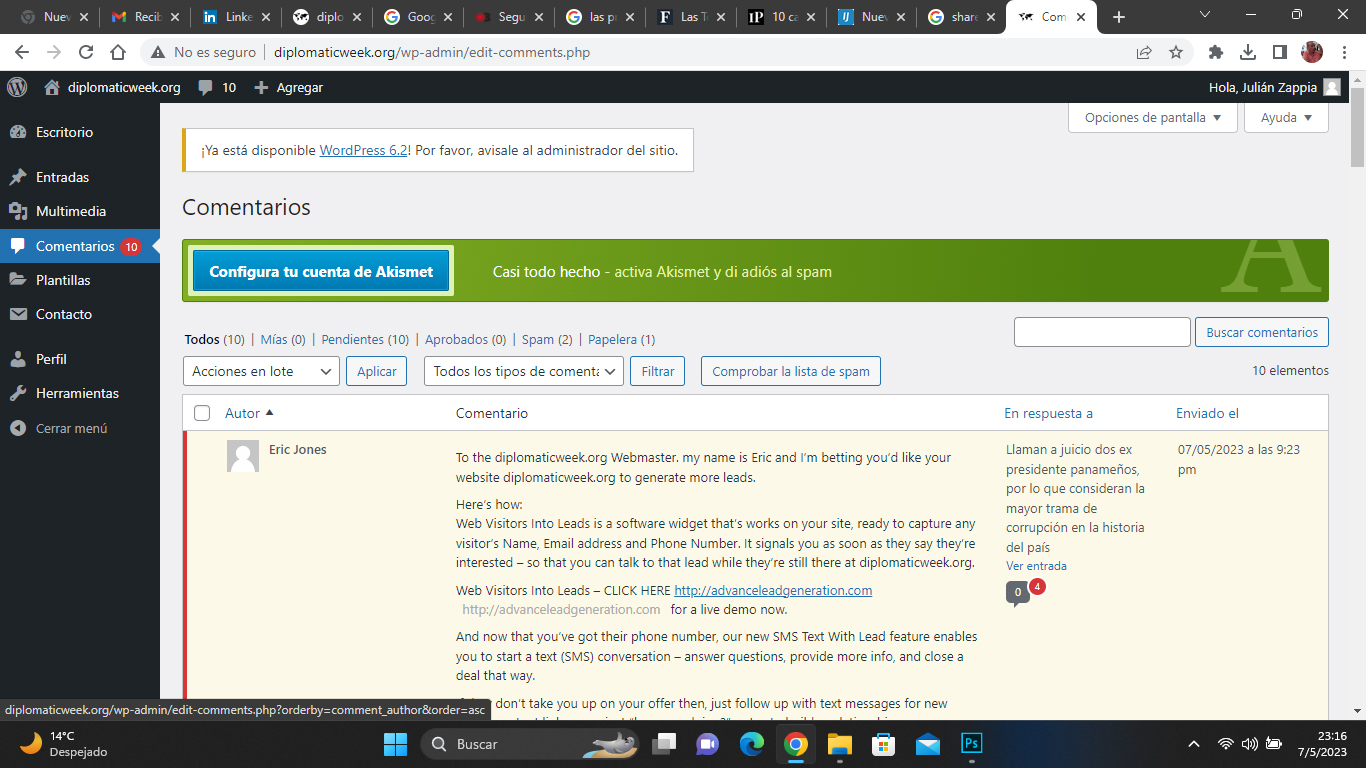 Nuev
Recib
Linke
diplo
Goog
Segu
las p
Las T
10 ca
Nuev
share
Com
No es seguro
diplomaticweek.org/wp-admin/edit-comments.php
diplomaticweek.org
10
Agregar
Hola, Julián Zappia
Escritorio
Entradas
Multimedia
Comentarios 10
Plantillas
Contacto
Perfil
Herramientas
Cerrar menú
Opciones de pantalla
Ayuda
¡Ya está disponible WordPress 6.2! Por favor, avisale al administrador del sitio.
Comentarios
Configura tu cuenta de Akismet
Casi todo hecho - activa Akismet y di adiós al spam
A
Todos (10) | Mías (0) | Pendientes (10) | Aprobados (0) | Spam (2) | Papelera (1)
Buscar comentarios
Acciones en lote
Aplicar
Todos los tipos de comenta
Filtrar
Comprobar la lista de spam
10 elementos
Autor
Comentario
En respuesta a
Enviado el
Eric Jones
To the diplomaticweek.org Webmaster. my name is Eric and I'm betting you'd like your
website diplomaticweek.org to generate more leads.
Here's how:
Web Visitors Into Leads is a software widget that's works on your site, ready to capture any
visitor's Name, Email address and Phone Number. It signals you as soon as they say they're
interested – so that you can talk to that lead while they're still there at diplomaticweek.org.
Web Visitors Into Leads – CLICK HERE http://advanceleadgeneration.com
http://advanceleadgeneration.com for a live demo now.
And now that you've got their phone number, our new SMS Text With Lead feature enables
you to start a text (SMS) conversation – answer questions, provide more info, and close a
deal that way.
don't take you up on your offer then, just follow up with text messages for new
Llaman a juicio dos ex
presidente panameños,
por lo que consideran la
mayor trama de
corrupción en la historia
del país
Ver entrada
0
4
07/05/2023 a las 9:23
pm
diplomaticweek.org/wp-admin/edit-comments.php?orderby=comment_author&order=asc
14°C
Despejado
Buscar
Ps
23:16
7/5/2023